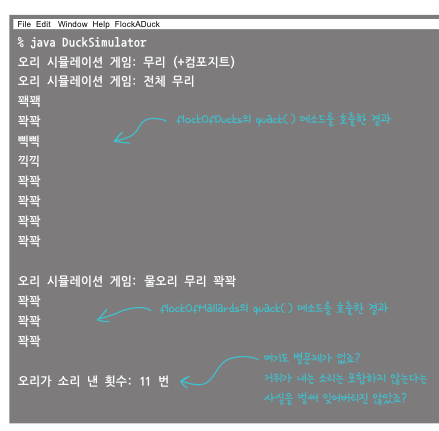 File Edit Window Help FlockADuck
% java DuckSimulator
오리 시뮬레이션 게임: 무리 (+컴포지트)
오리 시뮬레이션 게임: 전체 무리
꽥꽥
꽉꽉
삑삑
끽끽
꽉꽉
꽉꽉
꽉꽉
꽉꽉
flockOfDucks의 quack( ) 메소드를 호출한 결과
오리 시뮬레이션 게임: 물오리 무리 꽉꽉
꽉꽉
꽉꽉
꽉꽉
flockOfMallards의 quack( ) 메소드를 호출한 결과
오리가 소리 낸 횟수: 11 번
여기도 별문제가 없죠?
거위가 내는 소리는 포함하지 않는다는
사실을 벌써 잊어버리진 않았죠?